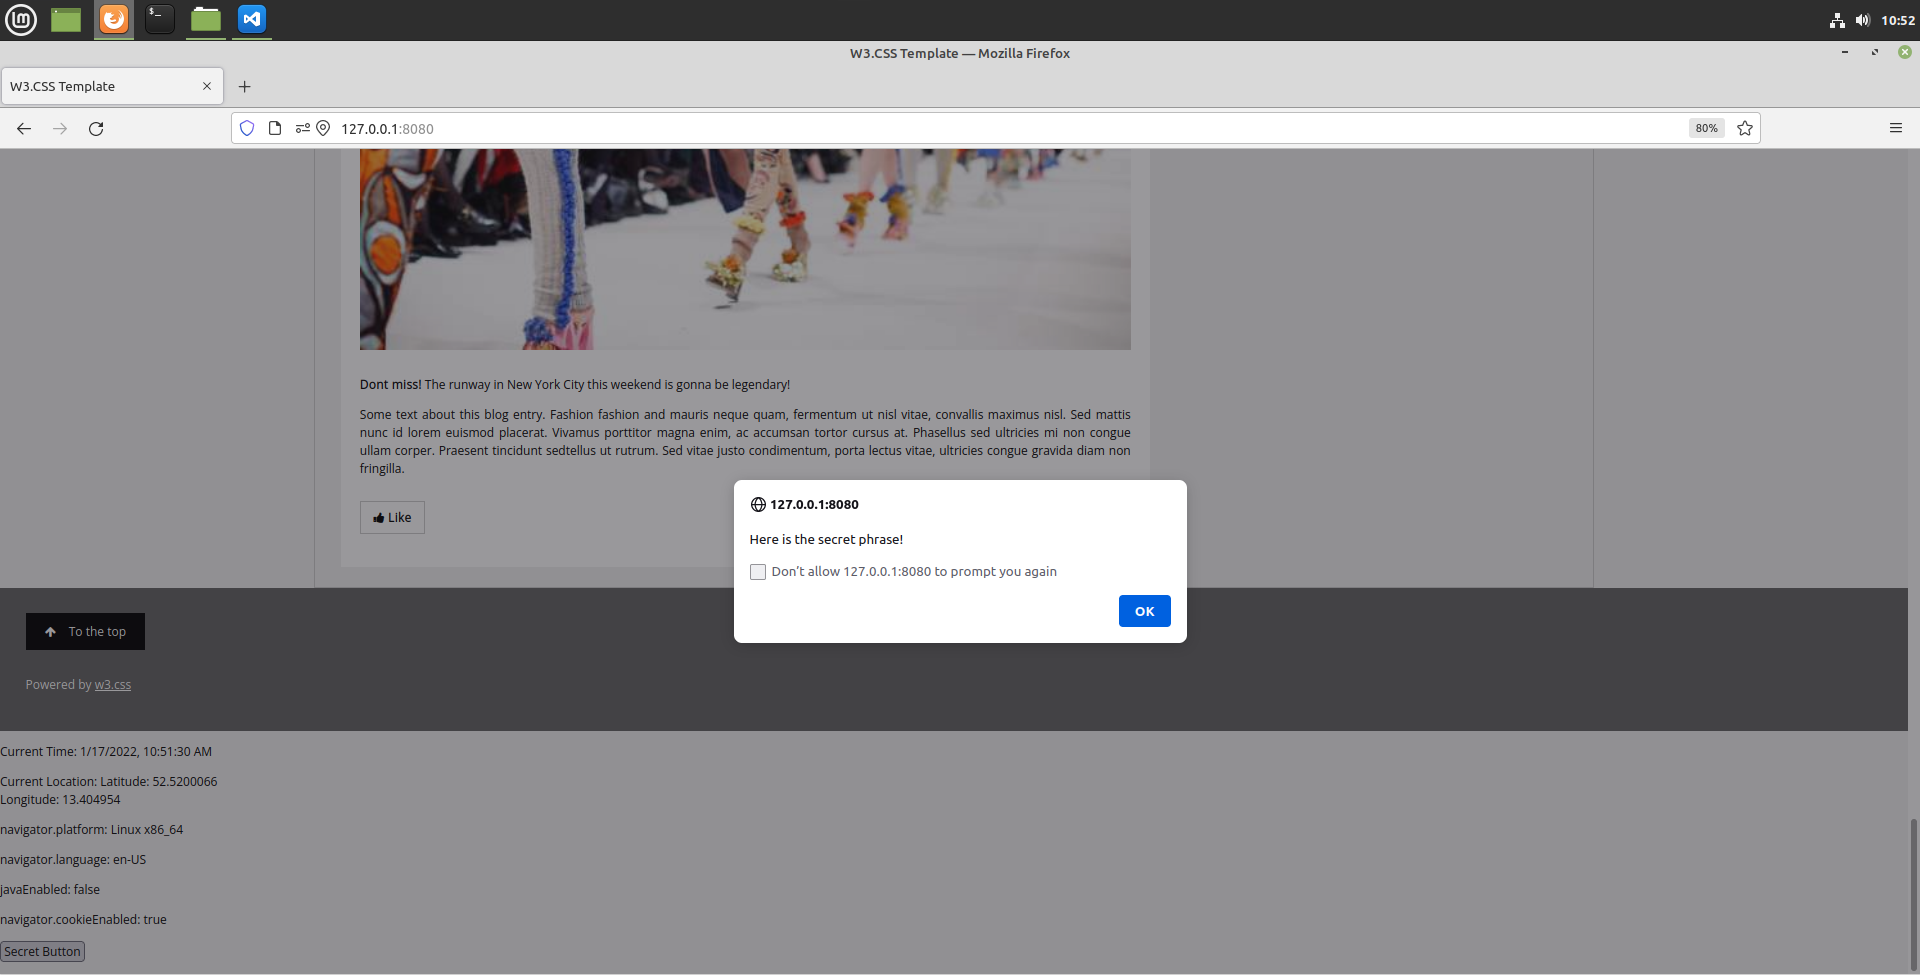 $_
10:52
W3.CSS Template — Mozilla Firefox
W3.CSS Template
127.0.0.1:8080
80%
Dont miss! The runway in New York City this weekend is gonna be legendary!
Some text about this blog entry. Fashion fashion and mauris neque quam, fermentum ut nisl vitae, convallis maximus nisl. Sed mattis
nunc id lorem euismod placerat. Vivamus porttitor magna enim, ac accumsan tortor cursus at. Phasellus sed ultricies mi non congue
ullam corper. Praesent tincidunt sedtellus ut rutrum. Sed vitae justo condimentum, porta lectus vitae, ultricies congue gravida diam non
fringilla.
Like
127.0.0.1:8080
Here is the secret phrase!
Don't allow 127.0.0.1:8080 to prompt you again
OK
To the top
Powered by w3.css
Current Time: 1/17/2022, 10:51:30 AM
Current Location: Latitude: 52.5200066
Longitude: 13.404954
navigator.platform: Linux x86_64
navigator.language: en-US
javaEnabled: false
navigator.cookieEnabled: true
Secret Button